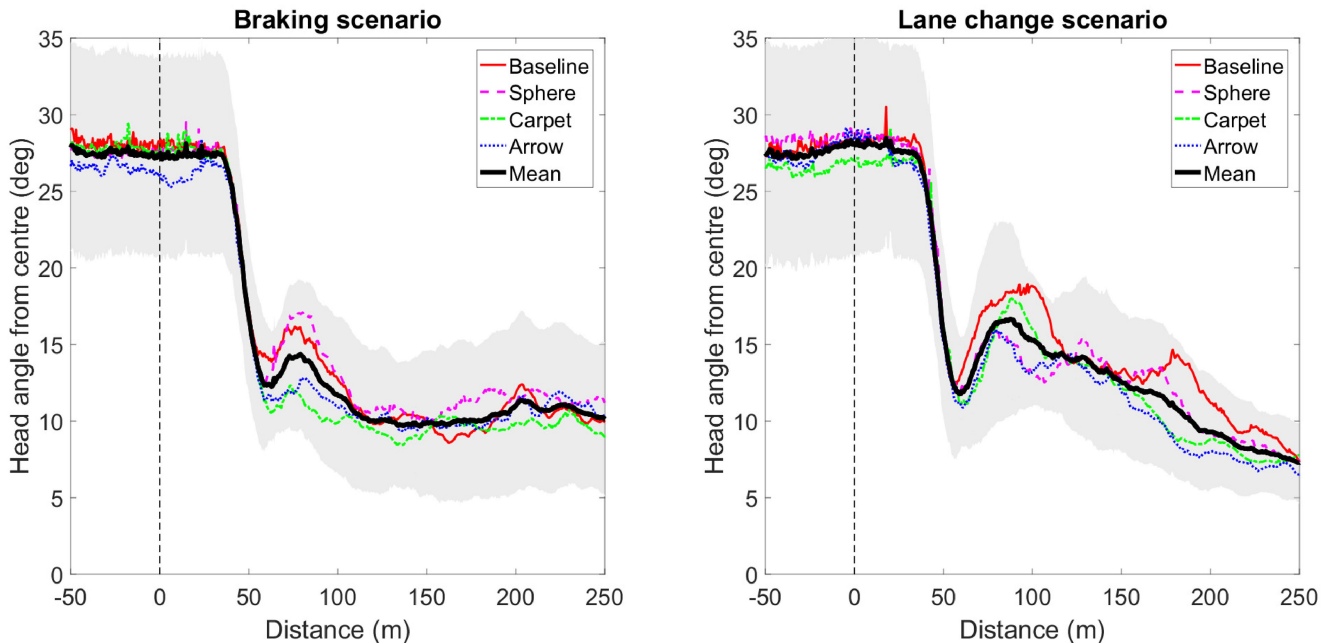 Braking scenario
35
30
25
20
15
10
5
0
Head angle from centre (deg)
-50
0
50
100
150
200
250
Distance (m)
Baseline
Sphere
Carpet
Arrow
Mean
Lane change scenario
35
30
25
20
15
10
5
0
Head angle from centre (deg)
-50
0
50
100
150
200
250
Distance (m)
Baseline
Sphere
Carpet
Arrow
Mean